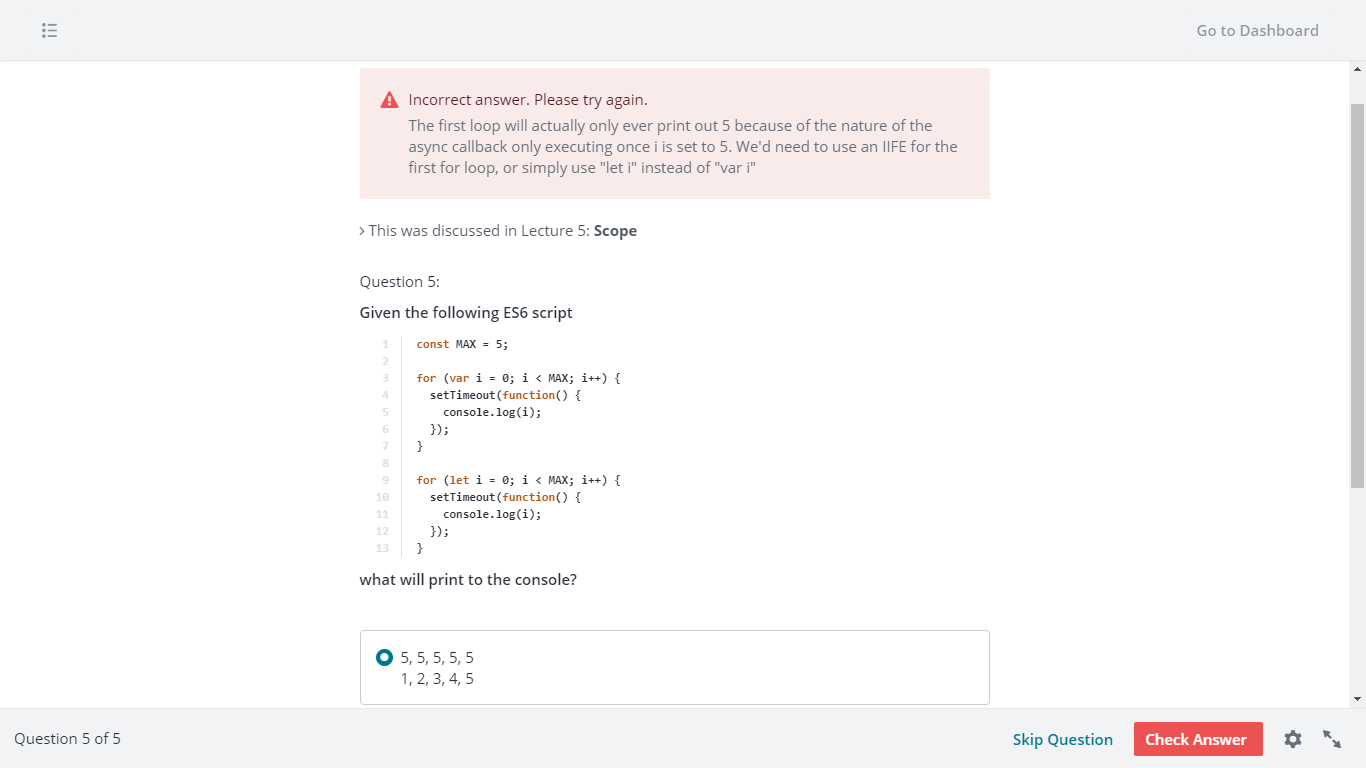 Go to Dashboard
Incorrect answer. Please try again.
The first loop will actually only ever print out 5 because of the nature of the
async callback only executing once i is set to 5. We'd need to use an IIFE for the
first for loop, or simply use "let i" instead of "var i"
> This was discussed in Lecture 5: Scope
Question 5:
Given the following ES6 script
1 const MAX = 5;
2
3 for (var i = 0; i < MAX; i++) {
4   setTimeout(function() {
5     console.log(i);
6   });
7 }
8
9 for (let i = 0; i < MAX; i++) {
10   setTimeout(function() {
11     console.log(i);
12   });
13 }
what will print to the console?
5, 5, 5, 5, 5
1, 2, 3, 4, 5
Question 5 of 5
Skip Question
Check Answer